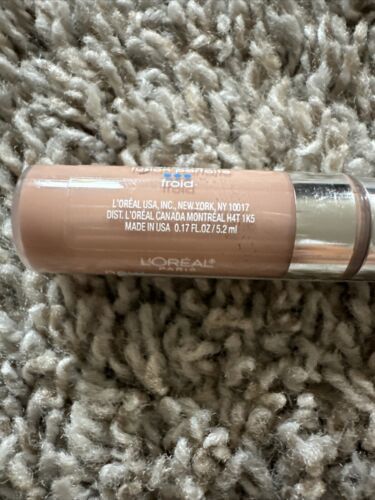 froid
L'ORÉAL USA, INC., NEW YORK, NY 10017
DIST. L'ORÉAL CANADA MONTRÉAL H4T 1K5
MADE IN USA 0.17 FL.OZ / 5.2 ml
L'ORÉAL
PARIS